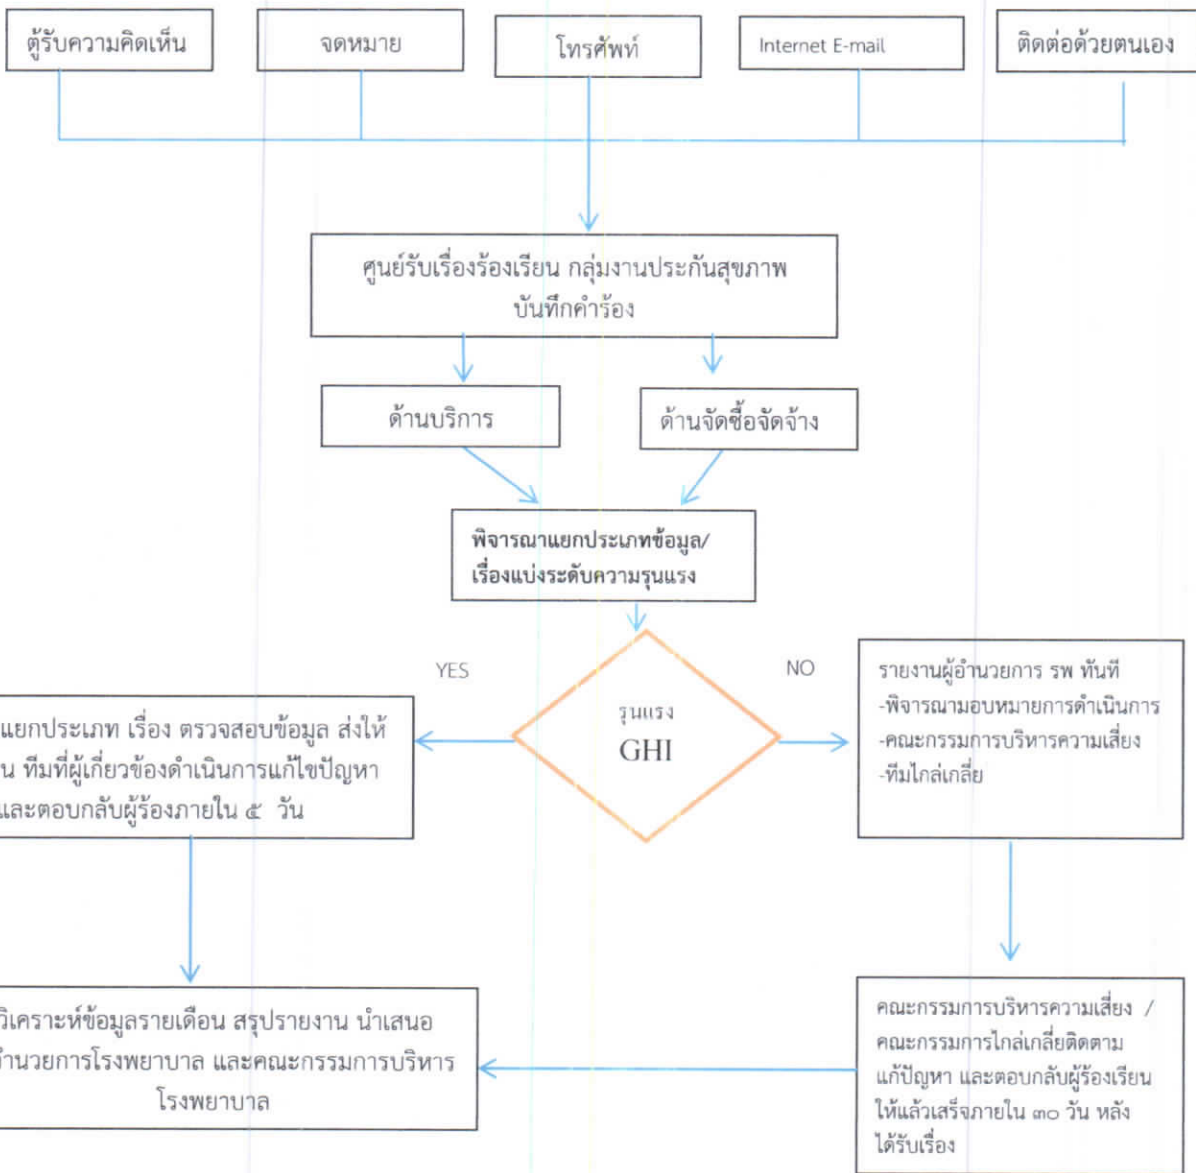 ตู้รับความคิดเห็น
จดหมาย
โทรศัพท์
Internet E-mail
ติดต่อด้วยตนเอง
ศูนย์รับเรื่องร้องเรียน กลุ่มงานประกันสุขภาพ
บันทึกคำร้อง
ด้านบริการ
ด้านจัดซื้อจัดจ้าง
พิจารณาแยกประเภทข้อมูล/
เรื่องแบ่งระดับความรุนแรง
YES
รุนแรง
GHI
NO
แยกประเภท เรื่อง ตรวจสอบข้อมูล ส่งให้
น ทีมที่ผู้เกี่ยวข้องดำเนินการแก้ไขปัญหา
และตอบกลับผู้ร้องภายใน ๕ วัน
รายงานผู้อำนวยการ รพ ทันที
-พิจารณามอบหมายการดำเนินการ
-คณะกรรมการบริหารความเสี่ยง
-ทีมไกล่เกลี่ย
วิเคราะห์ข้อมูลรายเดือน สรุปรายงาน นำเสนอ
อำนวยการโรงพยาบาล และคณะกรรมการบริหาร
โรงพยาบาล
คณะกรรมการบริหารความเสี่ยง /
คณะกรรมการไกล่เกลี่ยติดตาม
แก้ปัญหา และตอบกลับผู้ร้องเรียน
ให้แล้วเสร็จภายใน ๓๐ วัน หลัง
ได้รับเรื่อง